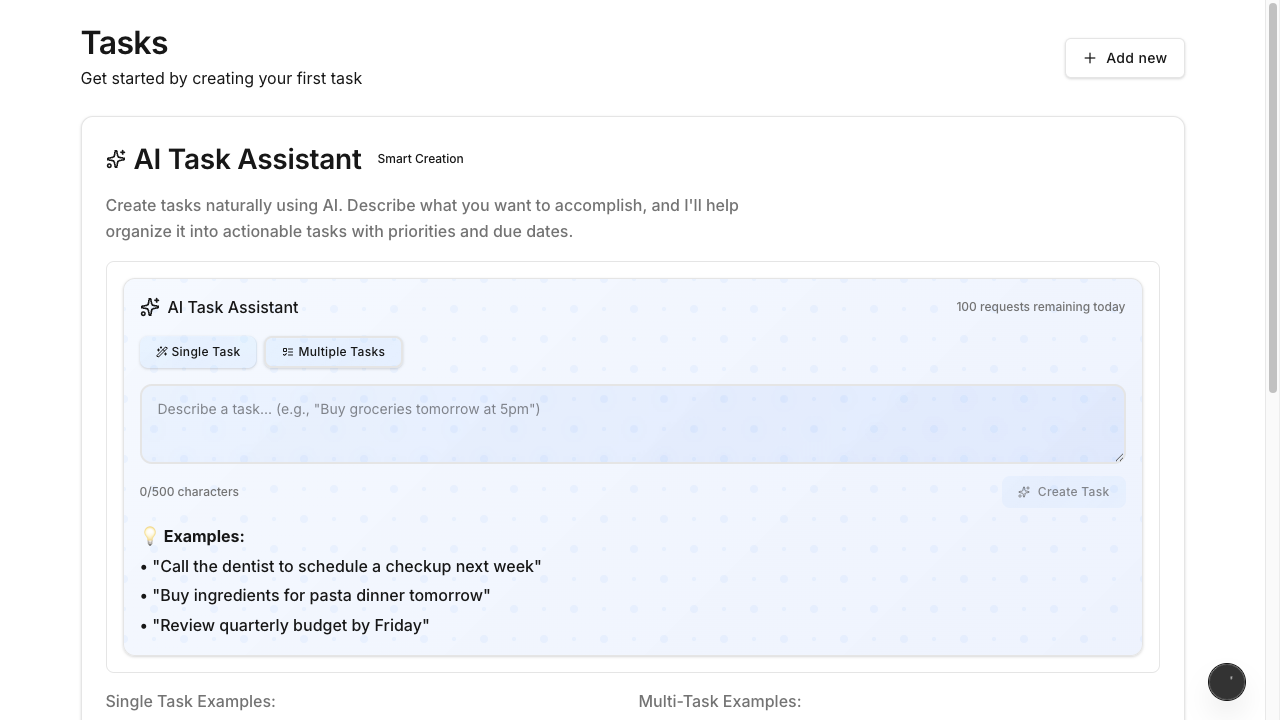 Tasks
Get started by creating your first task
Add new
AI Task Assistant
Smart Creation
Create tasks naturally using AI. Describe what you want to accomplish, and I'll help
organize it into actionable tasks with priorities and due dates.
AI Task Assistant
100 requests remaining today
Single Task
Multiple Tasks
Describe a task... (e.g., "Buy groceries tomorrow at 5pm")
0/500 characters
Create Task
💡 Examples:
• "Call the dentist to schedule a checkup next week"
• "Buy ingredients for pasta dinner tomorrow"
• "Review quarterly budget by Friday"
Single Task Examples:
Multi-Task Examples: